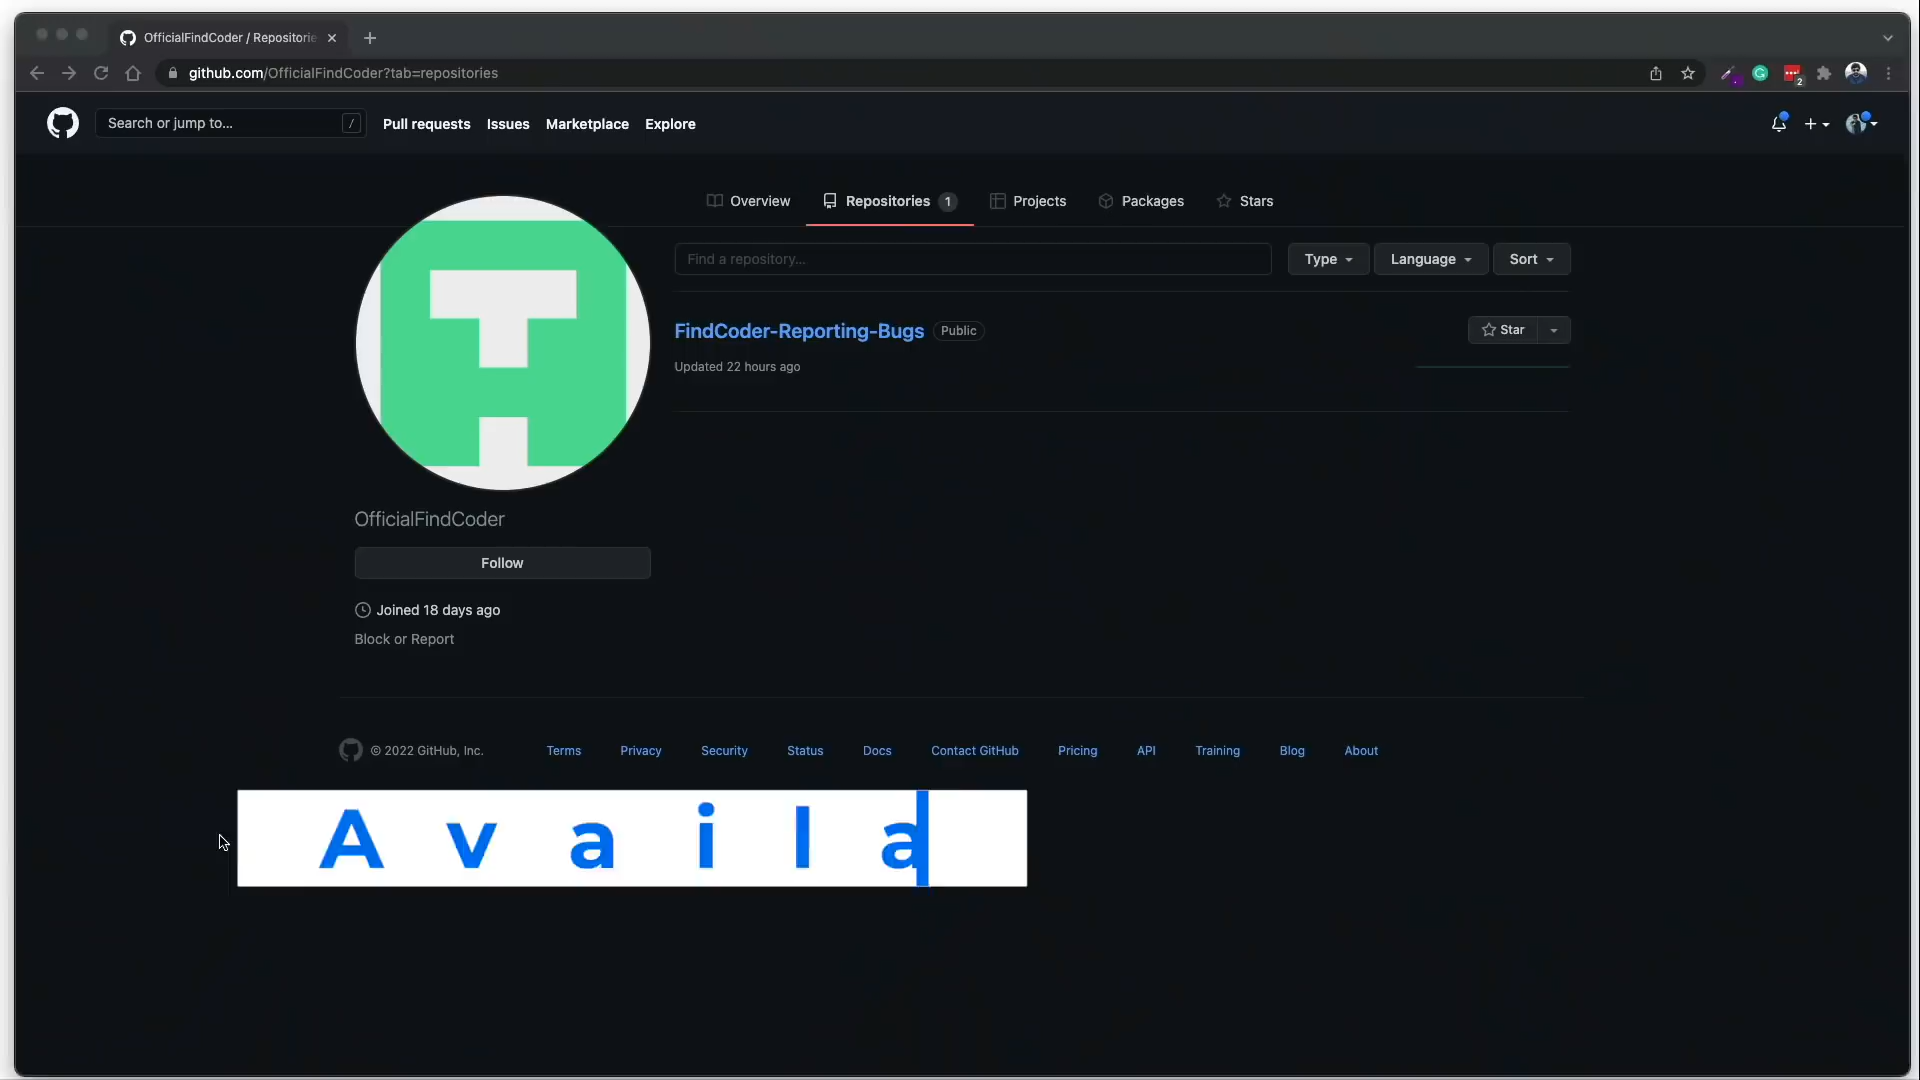 OfficialFindCoder / Repositorie
github.com/OfficialFindCoder?tab=repositories
2
Search or jump to... /
Pull requests Issues Marketplace Explore
Overview Repositories 1 Projects Packages Stars
Find a repository... Type Language Sort
FindCoder-Reporting-Bugs Public Star
Updated 22 hours ago
OfficialFindCoder
Follow
Joined 18 days ago
Block or Report
© 2022 GitHub, Inc. Terms Privacy Security Status Docs Contact GitHub Pricing API Training Blog About
Availa